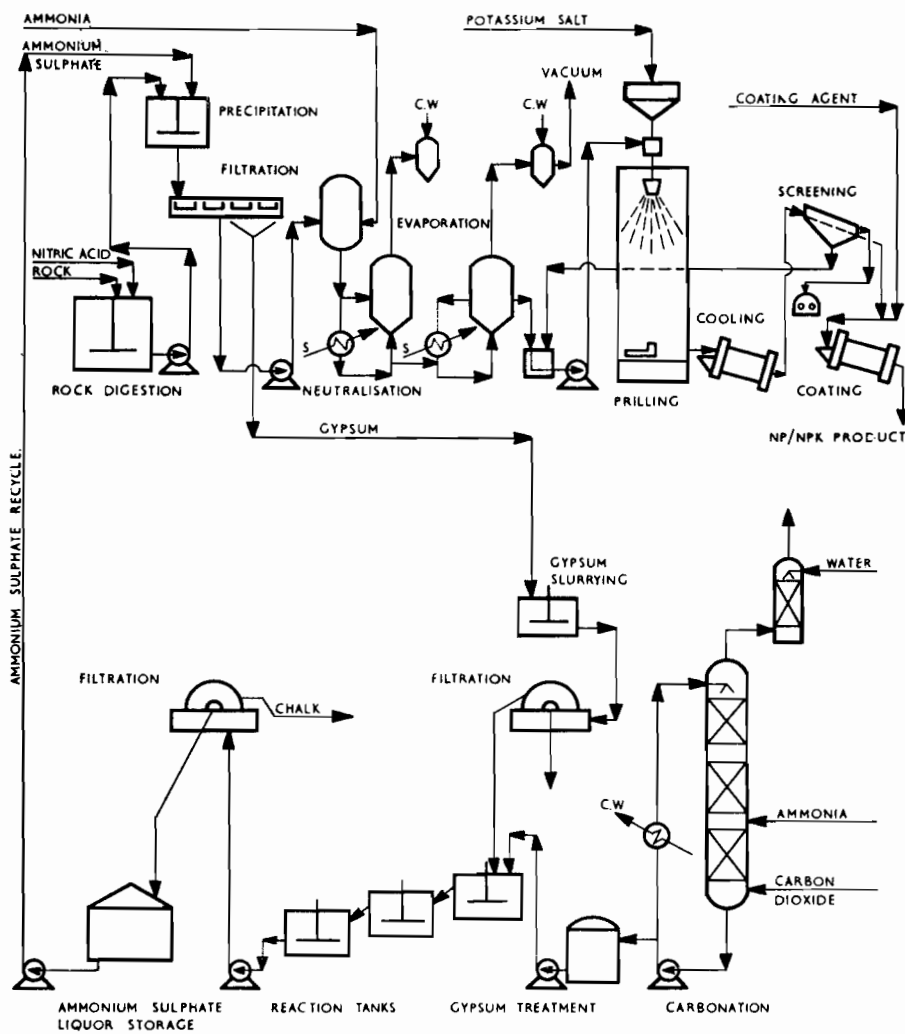 AMMONIA
POTASSIUM SALT
AMMONIUM
SULPHATE
VACUUM
C.W
C.W
COATING AGENT
PRECIPITATION
FILTRATION
SCREENING
EVAPORATION
NITRIC ACID
ROCK
COOLING
S
S
ROCK DIGESTION
NEUTRALISATION
PRILLING
COATING
GYPSUM
NP/NPK PRODUCT
AMMONIUM SULPHATE RECYCLE.
GYPSUM
SLURRYING
WATER
FILTRATION
CHALK
FILTRATION
C.W
AMMONIA
CARBON
DIOXIDE
AMMONIUM SULPHATE
LIQUOR STORAGE
REACTION TANKS
GYPSUM TREATMENT
CARBONATION